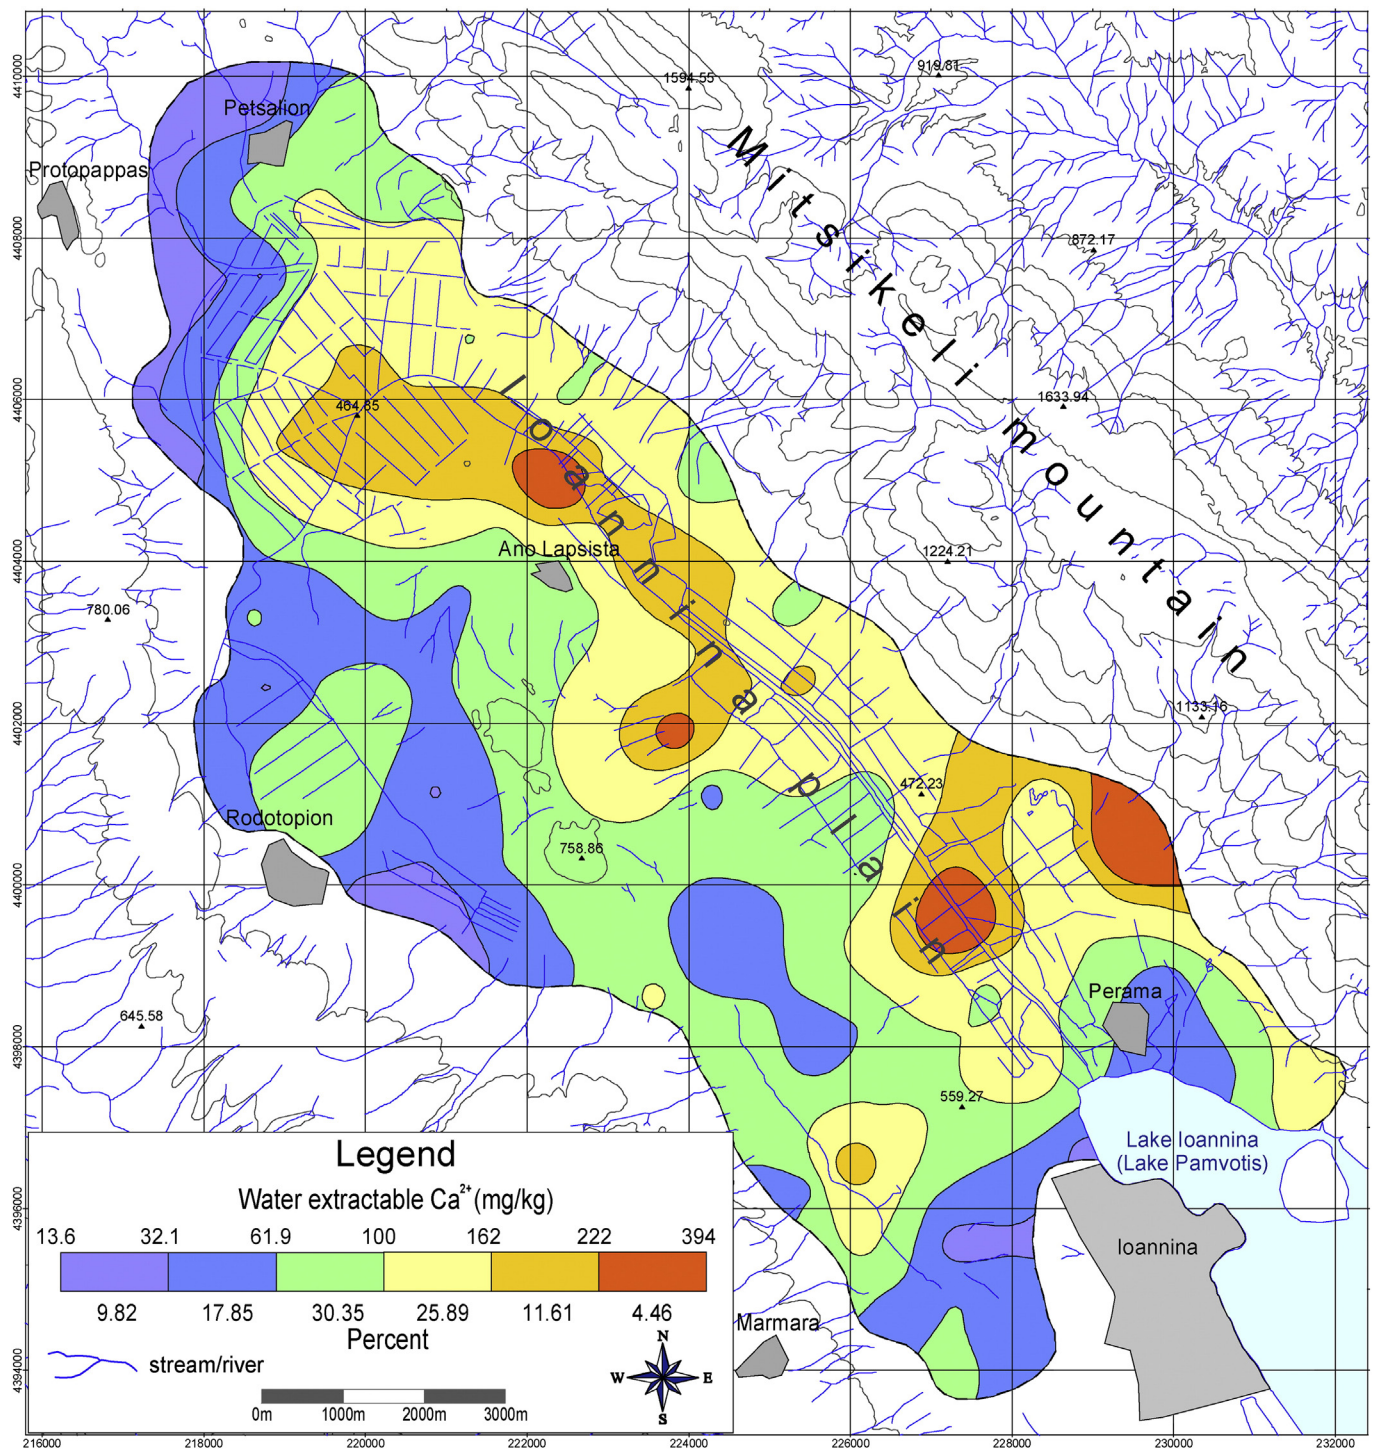 1594.55
919.81
4410000
Petsalion
Protopappas
Mitsikeli mountain
872.17
4408000
464.35
1633.94
4406000
Ioannina plain
Ano Lapsista
1224.21
4404000
780.06
1133.16
4402000
472.23
Rodotopion
758.86
4400000
645.58
Perama
4398000
559.27
Lake Ioannina
(Lake Pamvotis)
Legend
Water extractable Ca²⁺ (mg/kg)
13.6 32.1 61.9 100 162 222 394
9.82 17.85 30.35 25.89 11.61 4.46
Percent
4396000
Ioannina
Marmara
stream/river
N
W E
S
0m 1000m 2000m 3000m
4394000
216000 218000 220000 222000 224000 226000 228000 230000 232000